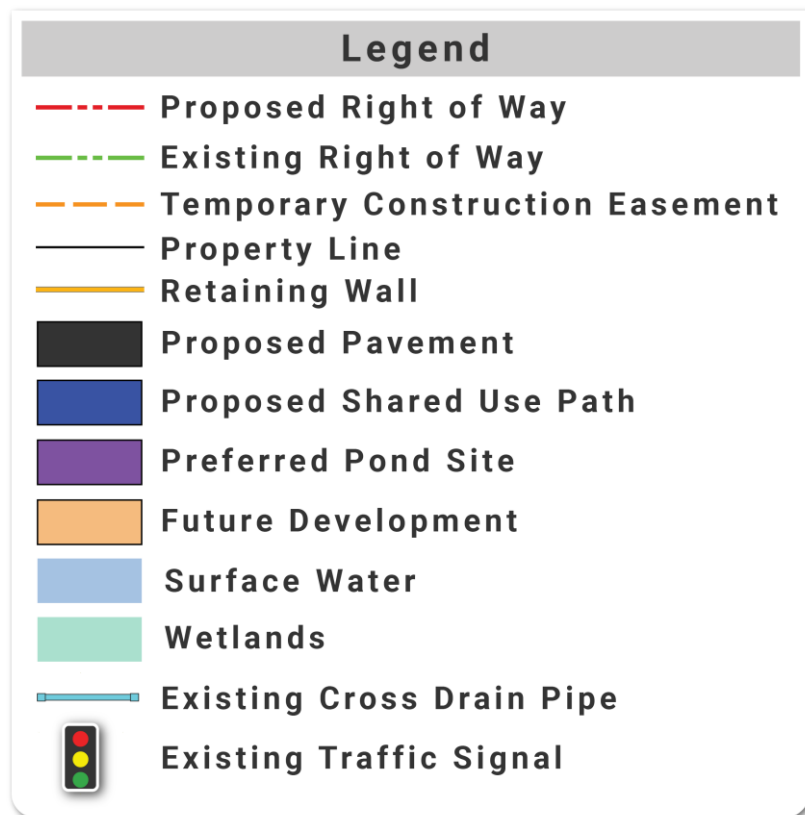 Legend
Proposed Right of Way
Existing Right of Way
Temporary Construction Easement
Property Line
Retaining Wall
Proposed Pavement
Proposed Shared Use Path
Preferred Pond Site
Future Development
Surface Water
Wetlands
Existing Cross Drain Pipe
Existing Traffic Signal